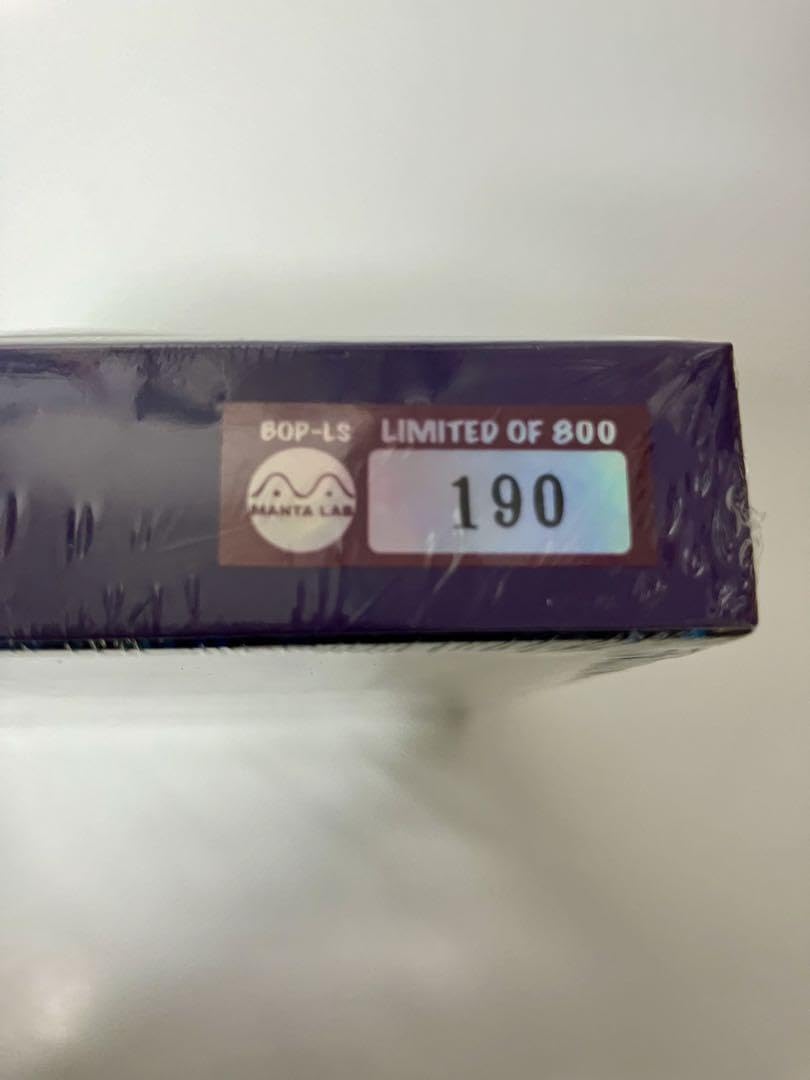 BOP-LS LIMITED OF 800
MANTA LAB
190